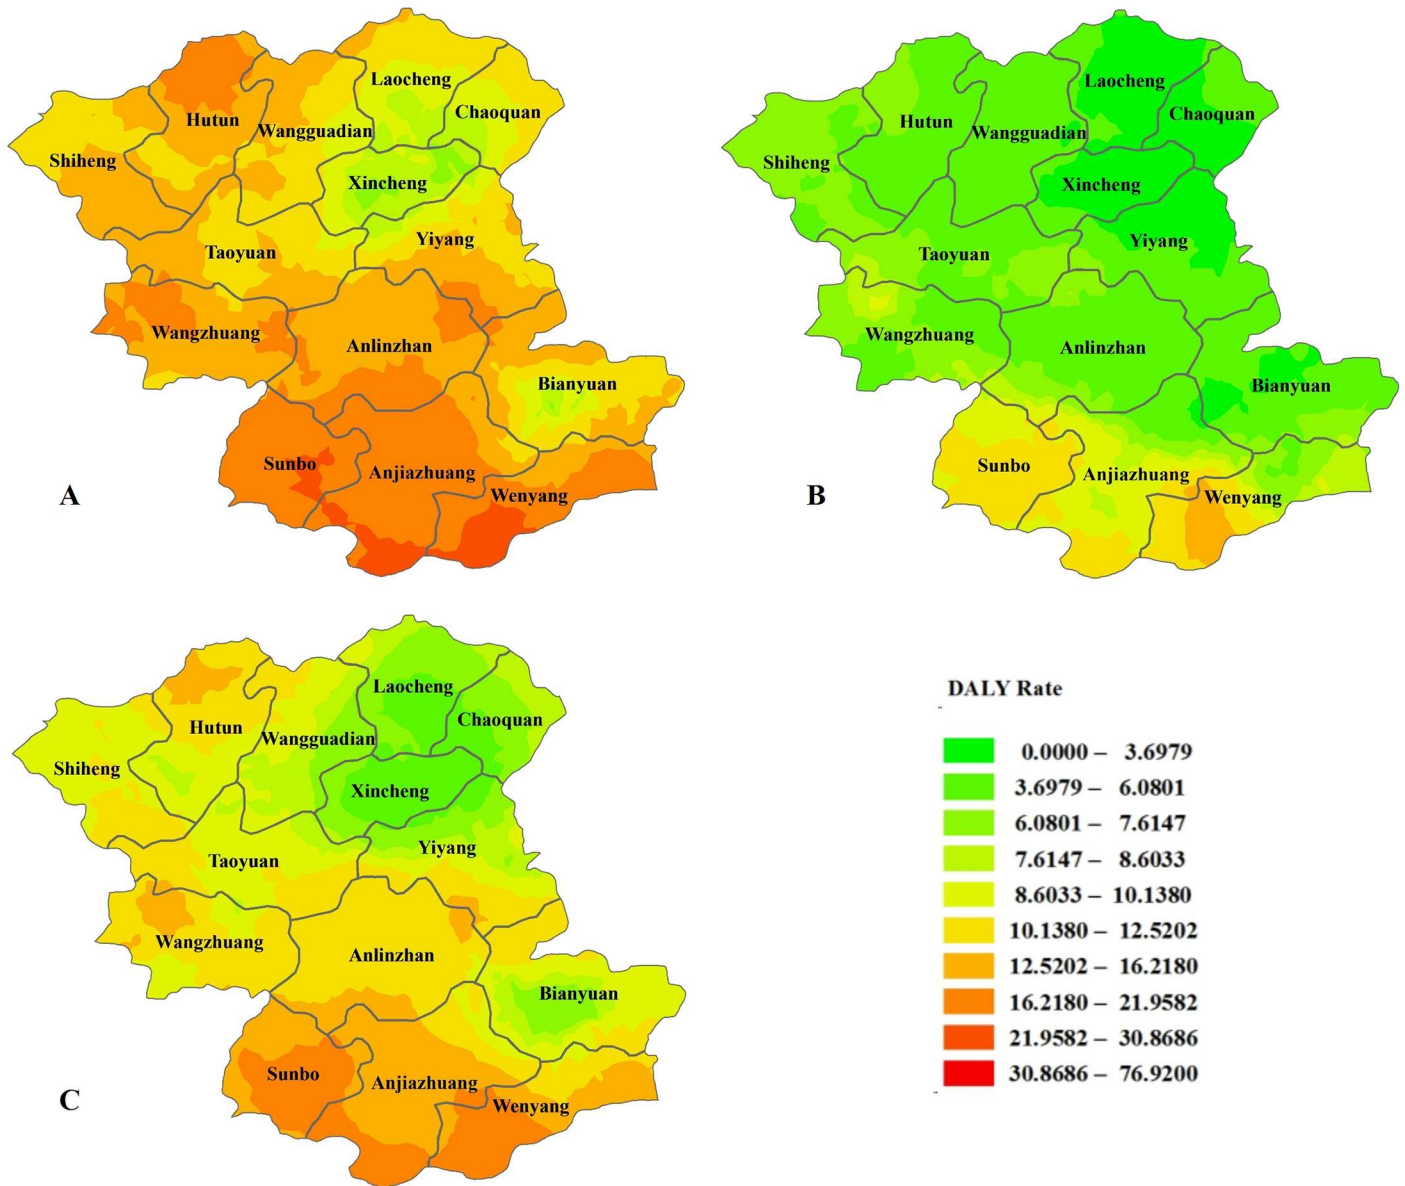 Laocheng
Chaoquan
Hutun
Wangguadian
Shiheng
Xincheng
Yiyang
Taoyuan
Wangzhuang
Anlinzhan
Bianyuan
Sunbo
Anjiazhuang
Wenyang
A
Laocheng
Chaoquan
Hutun
Wangguadian
Shiheng
Xincheng
Yiyang
Taoyuan
Wangzhuang
Anlinzhan
Bianyuan
Sunbo
Anjiazhuang
Wenyang
B
Laocheng
Chaoquan
Hutun
Wangguadian
Shiheng
Xincheng
Yiyang
Taoyuan
Wangzhuang
Anlinzhan
Bianyuan
Sunbo
Anjiazhuang
Wenyang
C
DALY Rate
0.0000 – 3.6979
3.6979 – 6.0801
6.0801 – 7.6147
7.6147 – 8.6033
8.6033 – 10.1380
10.1380 – 12.5202
12.5202 – 16.2180
16.2180 – 21.9582
21.9582 – 30.8686
30.8686 – 76.9200